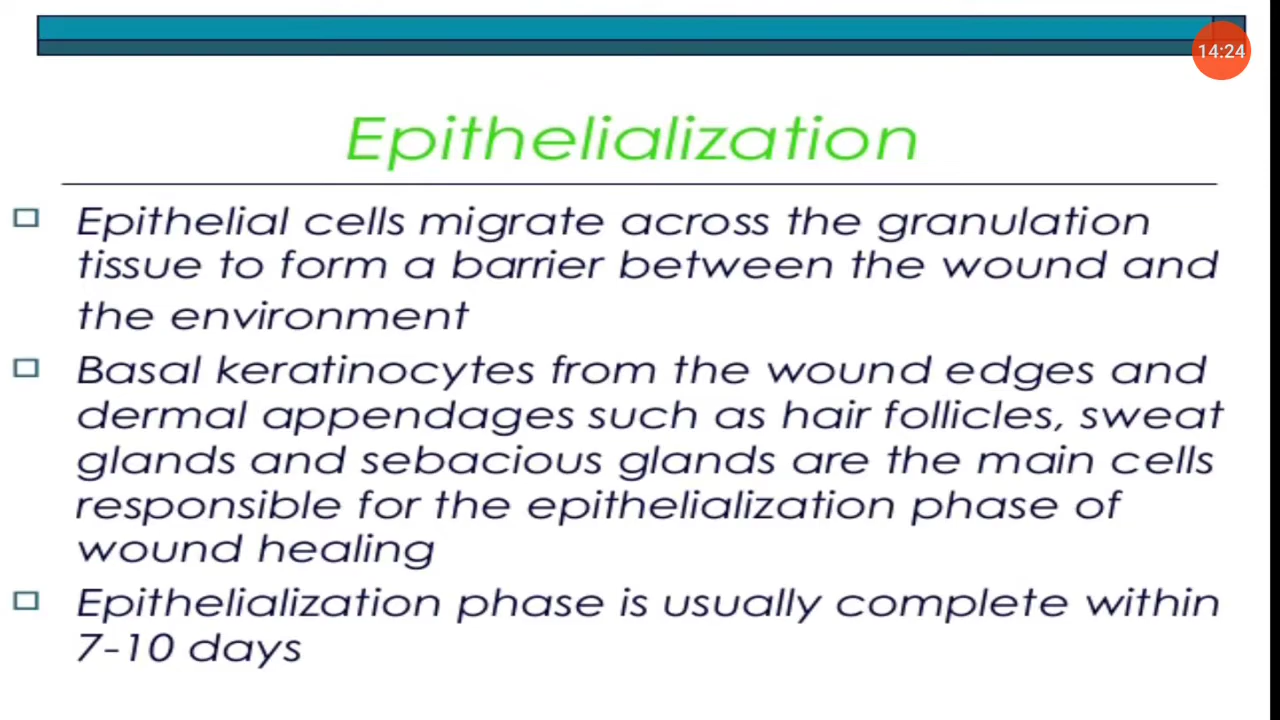 14:24
Epithelialization
Epithelial cells migrate across the granulation
tissue to form a barrier between the wound and
the environment
Basal keratinocytes from the wound edges and
dermal appendages such as hair follicles, sweat
glands and sebacious glands are the main cells
responsible for the epithelialization phase of
wound healing
Epithelialization phase is usually complete within
7-10 days